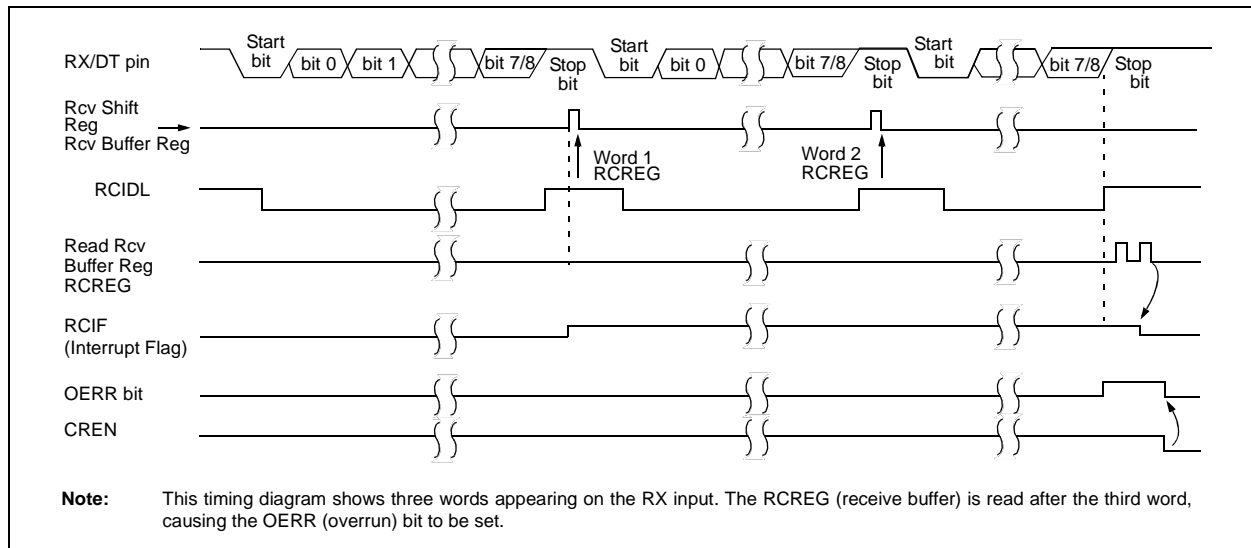 RX/DT pin
Start
bit
bit 0
bit 1
bit 7/8
Stop
bit
Start
bit
bit 0
bit 7/8
Stop
bit
Start
bit
bit 7/8
Stop
bit
Rcv Shift
Reg
Rcv Buffer Reg
Word 1
RCREG
Word 2
RCREG
RCIDL
Read Rcv
Buffer Reg
RCREG
RCIF
(Interrupt Flag)
OERR bit
CREN
Note: This timing diagram shows three words appearing on the RX input. The RCREG (receive buffer) is read after the third word,
causing the OERR (overrun) bit to be set.